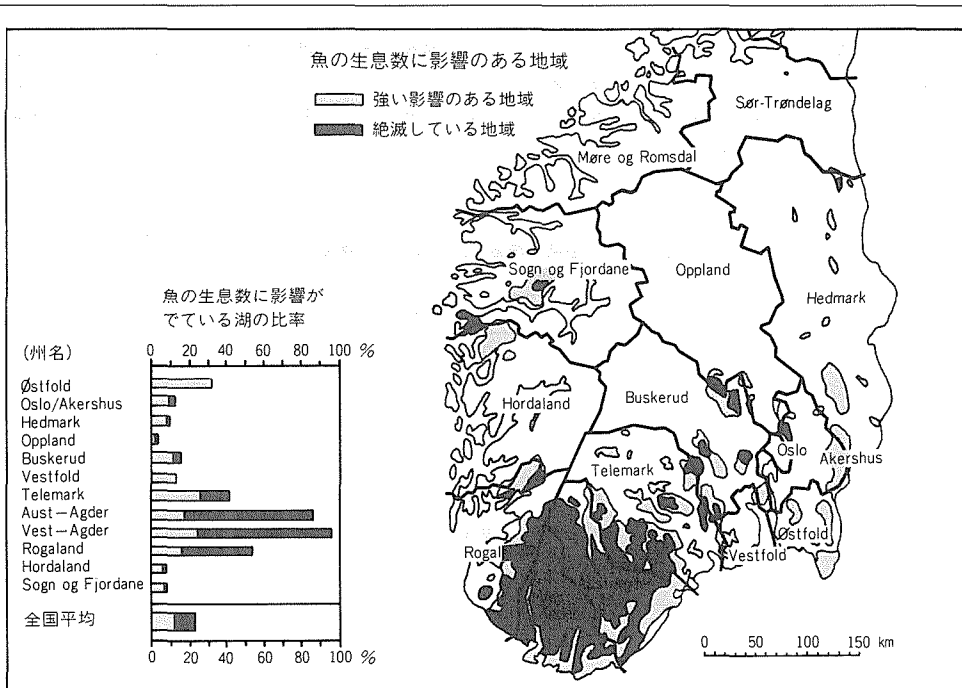 魚の生息数に影響のある地域
強い影響のある地域
絶滅している地域
Sør-Trøndelag
Møre og Romsdal
Sogn og Fjordane
Oppland
Hedmark
Hordaland
Buskerud
Oslo
Akershus
Telemark
Østfold
Vestfold
Rogal
0 50 100 150 km
魚の生息数に影響が
でている湖の比率
(州名)
0 20 40 60 80 100 %
Østfold
Oslo/Akershus
Hedmark
Oppland
Buskerud
Vestfold
Telemark
Aust-Agder
Vest-Agder
Rogaland
Hordaland
Sogn og Fjordane
全国平均
0 20 40 60 80 100 %